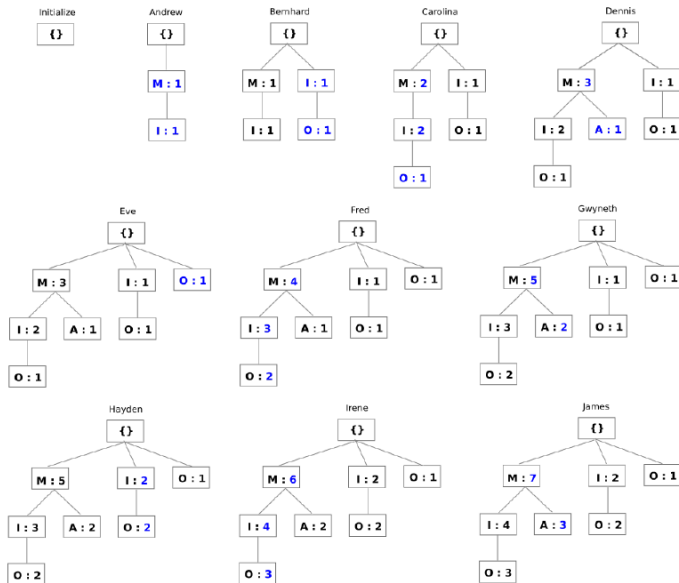 Initialize Andrew Bernhard Carolina Dennis
{} {} {} {} {}
M : 1 M : 1 I : 1 M : 2 I : 1 M : 3 I : 1
I : 1 I : 1 O : 1 I : 2 O : 1 I : 2 A : 1 O : 1
O : 1 O : 1
Eve Fred Gwyneth
{} {} {}
M : 3 I : 1 O : 1 M : 4 I : 1 O : 1 M : 5 I : 1 O : 1
I : 2 A : 1 O : 1 I : 3 A : 1 O : 1 I : 3 A : 2 O : 1
O : 1 O : 2 O : 2
Hayden Irene James
{} {} {}
M : 5 I : 2 O : 1 M : 6 I : 2 O : 1 M : 7 I : 2 O : 1
I : 3 A : 2 O : 2 I : 4 A : 2 O : 2 I : 4 A : 3 O : 2
O : 2 O : 3 O : 3